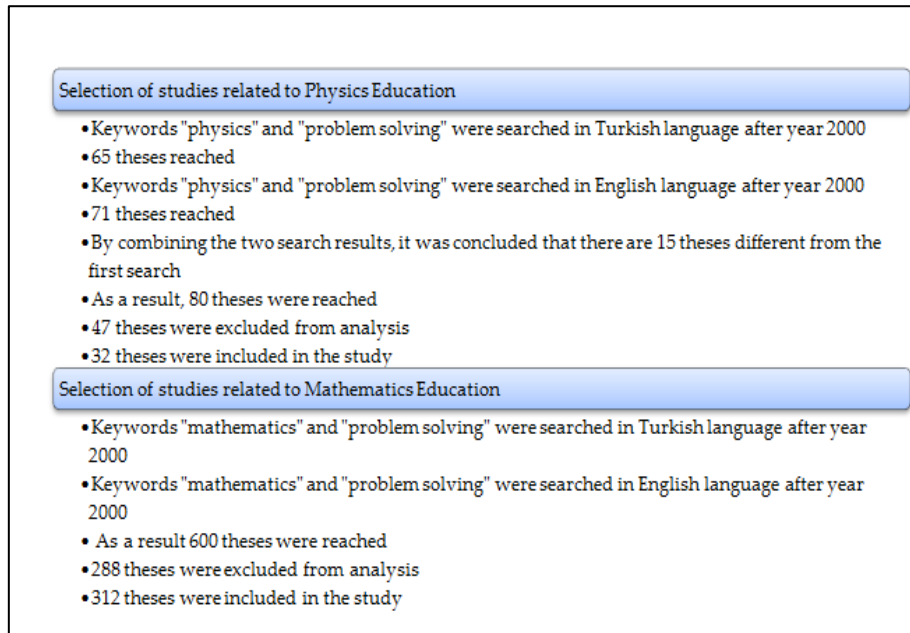 Selection of studies related to Physics Education
•Keywords "physics" and "problem solving" were searched in Turkish language after year 2000
•65 theses reached
•Keywords "physics" and "problem solving" were searched in English language after year 2000
•71 theses reached
•By combining the two search results, it was concluded that there are 15 theses different from the
first search
•As a result, 80 theses were reached
•47 theses were excluded from analysis
•32 theses were included in the study
Selection of studies related to Mathematics Education
•Keywords "mathematics" and "problem solving" were searched in Turkish language after year
2000
•Keywords "mathematics" and "problem solving" were searched in English language after year
2000
• As a result 600 theses were reached
•288 theses were excluded from analysis
•312 theses were included in the study